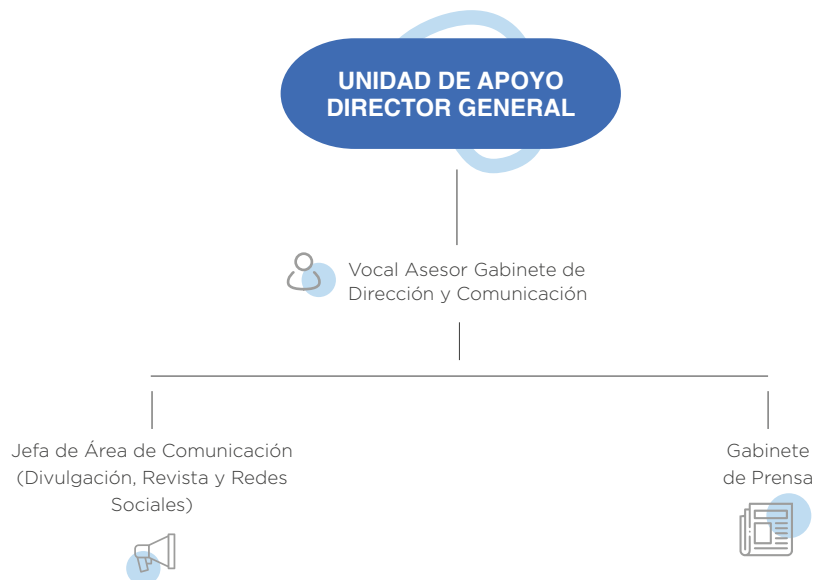 UNIDAD DE APOYO
DIRECTOR GENERAL
Vocal Asesor Gabinete de
Dirección y Comunicación
Jefa de Área de Comunicación
(Divulgación, Revista y Redes
Sociales)
Gabinete
de Prensa